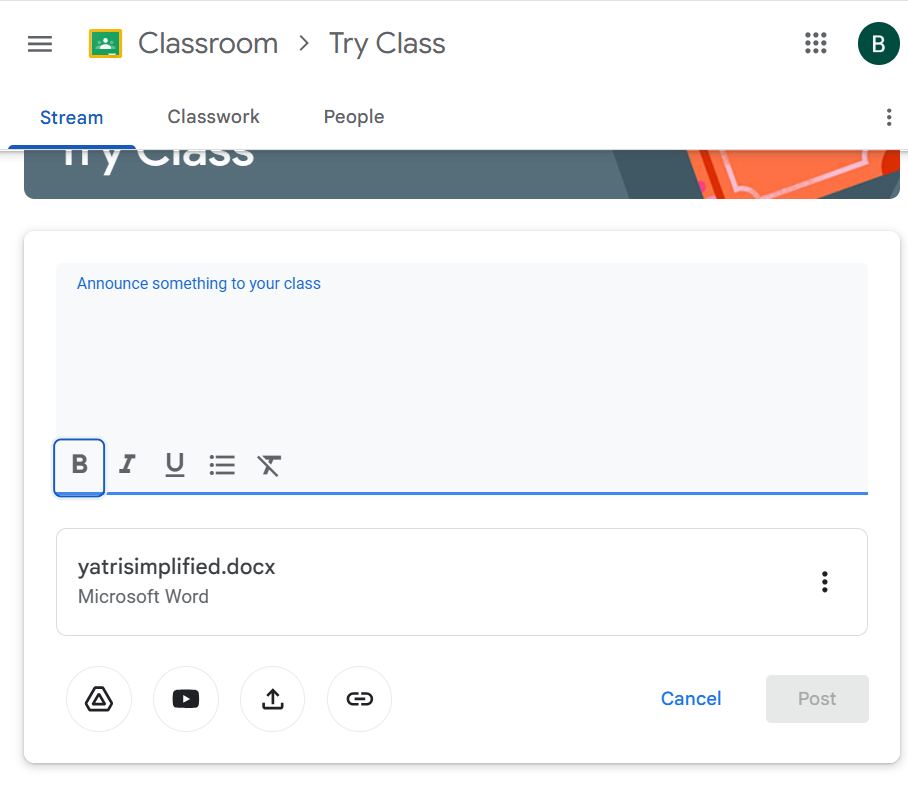 Classroom > Try Class
B
Stream Classwork People
Try Class
Announce something to your class
B I U
yatrisimplified.docx
Microsoft Word
Cancel Post